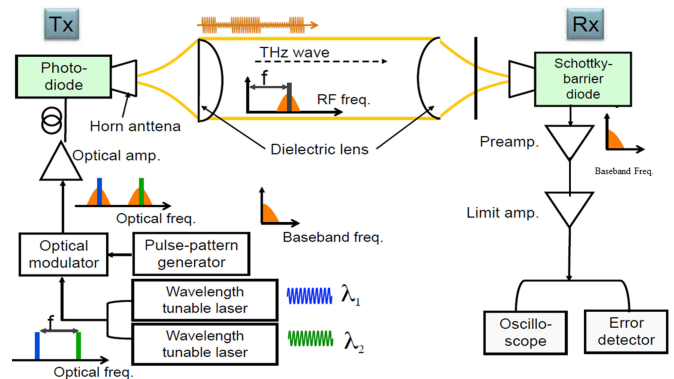 Tx
Rx
Photo-
diode
THz wave
f
RF freq.
Schottky-
barrier
diode
Horn anttena
Dielectric lens
Preamp.
Baseband Freq.
Optical amp.
Optical freq.
Baseband freq.
Limit amp.
Optical
modulator
Pulse-pattern
generator
Wavelength
tunable laser
λ1
Wavelength
tunable laser
λ2
f
Optical freq.
Oscillo-
scope
Error
detector